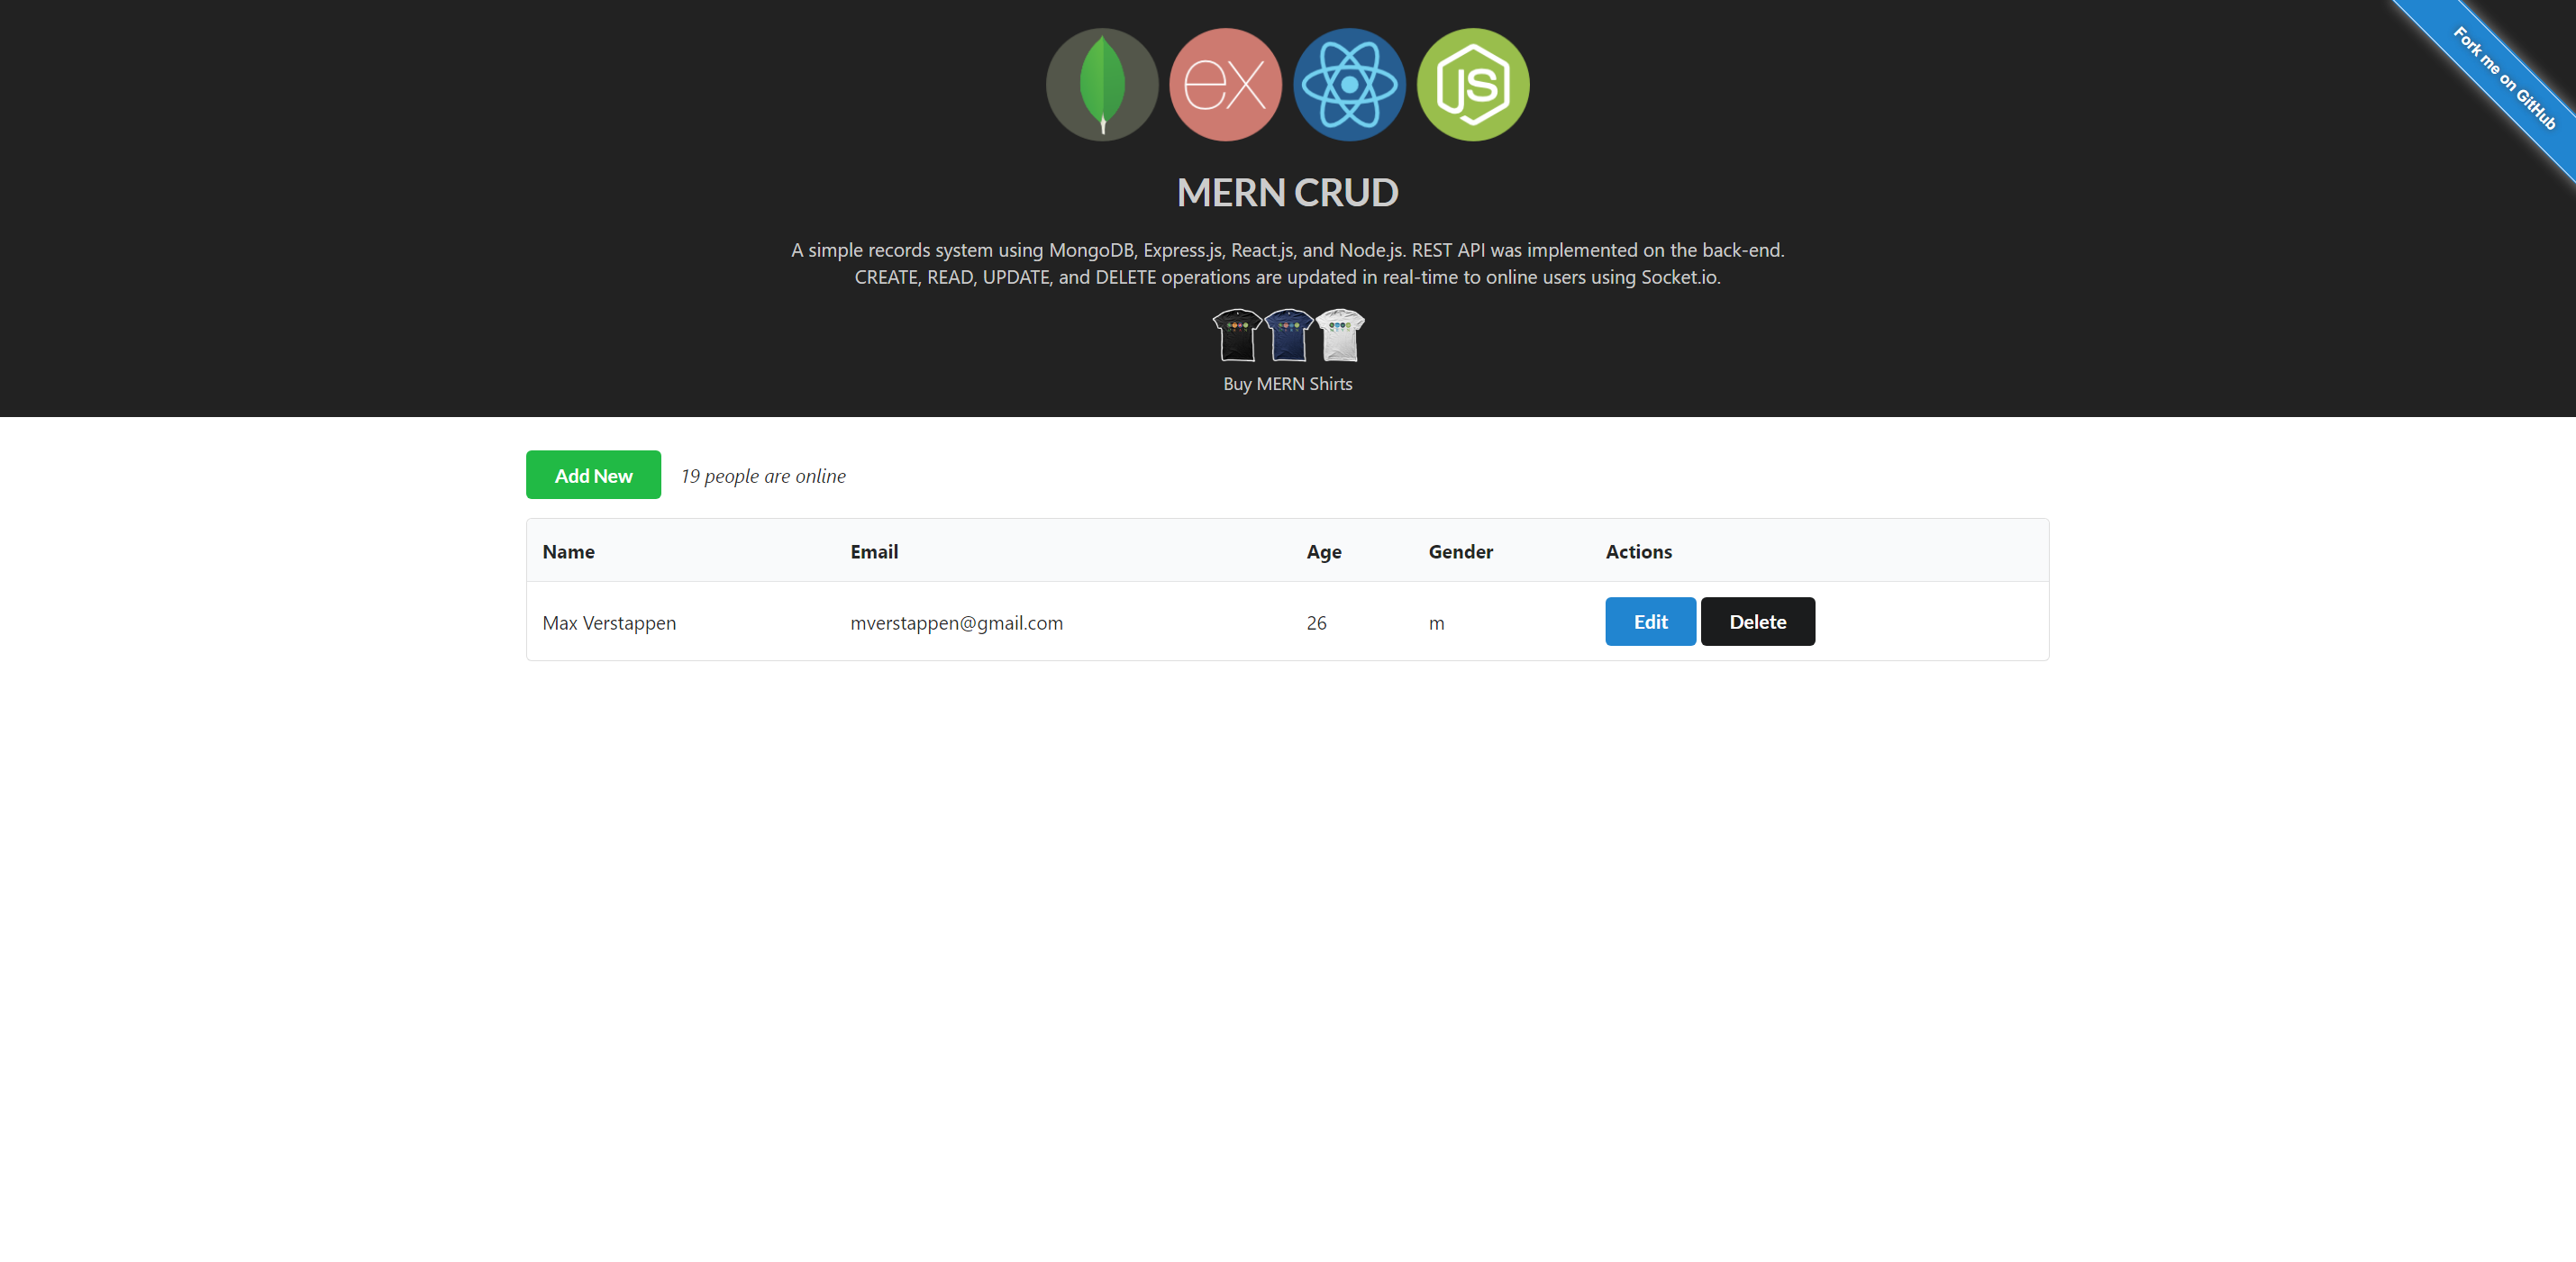 Fork me on GitHub
ex
JS
MERN CRUD
A simple records system using MongoDB, Express.js, React.js, and Node.js. REST API was implemented on the back-end.
CREATE, READ, UPDATE, and DELETE operations are updated in real-time to online users using Socket.io.
Buy MERN Shirts
Add New 19 people are online
Name Email Age Gender Actions
Max Verstappen mverstappen@gmail.com 26 m Edit Delete